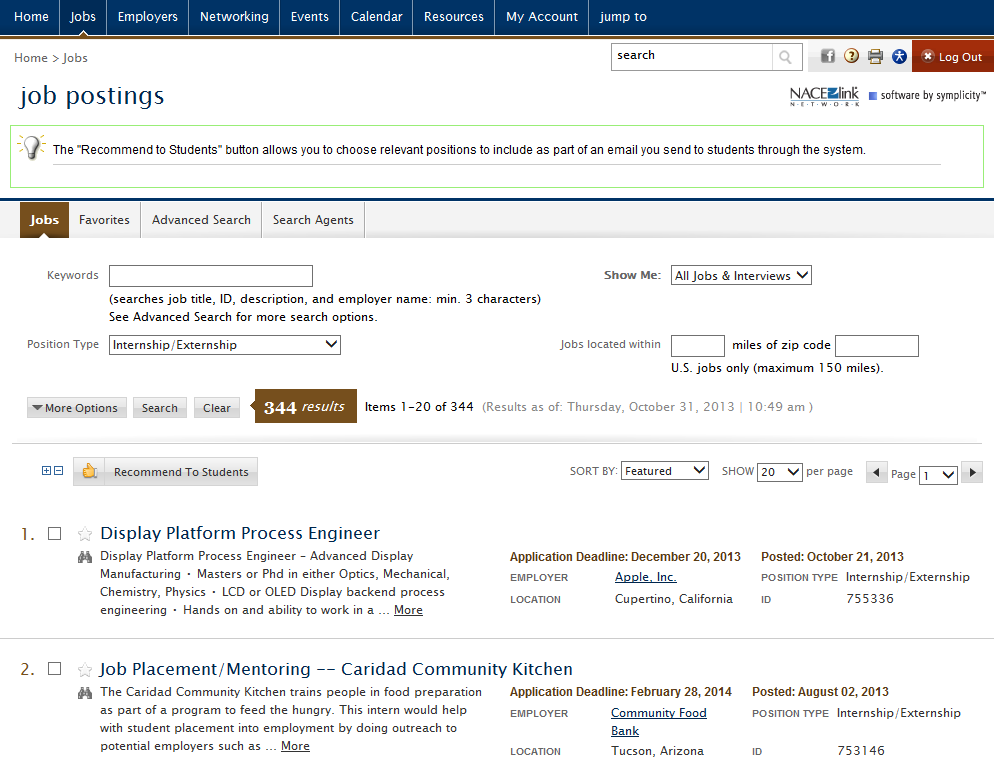 Home Jobs Employers Networking Events Calendar Resources My Account jump to
Home > Jobs
search
Log Out
job postings
NACElink
N·E·T·W·O·R·K
software by symplicity™
The "Recommend to Students" button allows you to choose relevant positions to include as part of an email you send to students through the system.
Jobs Favorites Advanced Search Search Agents
Keywords
Show Me: All Jobs & Interviews
(searches job title, ID, description, and employer name: min. 3 characters)
See Advanced Search for more search options.
Position Type Internship/Externship
Jobs located within miles of zip code
U.S. jobs only (maximum 150 miles).
More Options Search Clear 344 results Items 1-20 of 344 (Results as of: Thursday, October 31, 2013 | 10:49 am )
Recommend To Students
SORT BY: Featured SHOW 20 per page Page 1
1. Display Platform Process Engineer
Display Platform Process Engineer – Advanced Display
Manufacturing · Masters or Phd in either Optics, Mechanical,
Chemistry, Physics · LCD or OLED Display backend process
engineering · Hands on and ability to work in a ... More
Application Deadline: December 20, 2013 Posted: October 21, 2013
EMPLOYER Apple, Inc. POSITION TYPE Internship/Externship
LOCATION Cupertino, California ID 755336
2. Job Placement/Mentoring -- Caridad Community Kitchen
The Caridad Community Kitchen trains people in food preparation
as part of a program to feed the hungry. This intern would help
with student placement into employment by doing outreach to
potential employers such as ... More
Application Deadline: February 28, 2014 Posted: August 02, 2013
EMPLOYER Community Food POSITION TYPE Internship/Externship
Bank
LOCATION Tucson, Arizona ID 753146